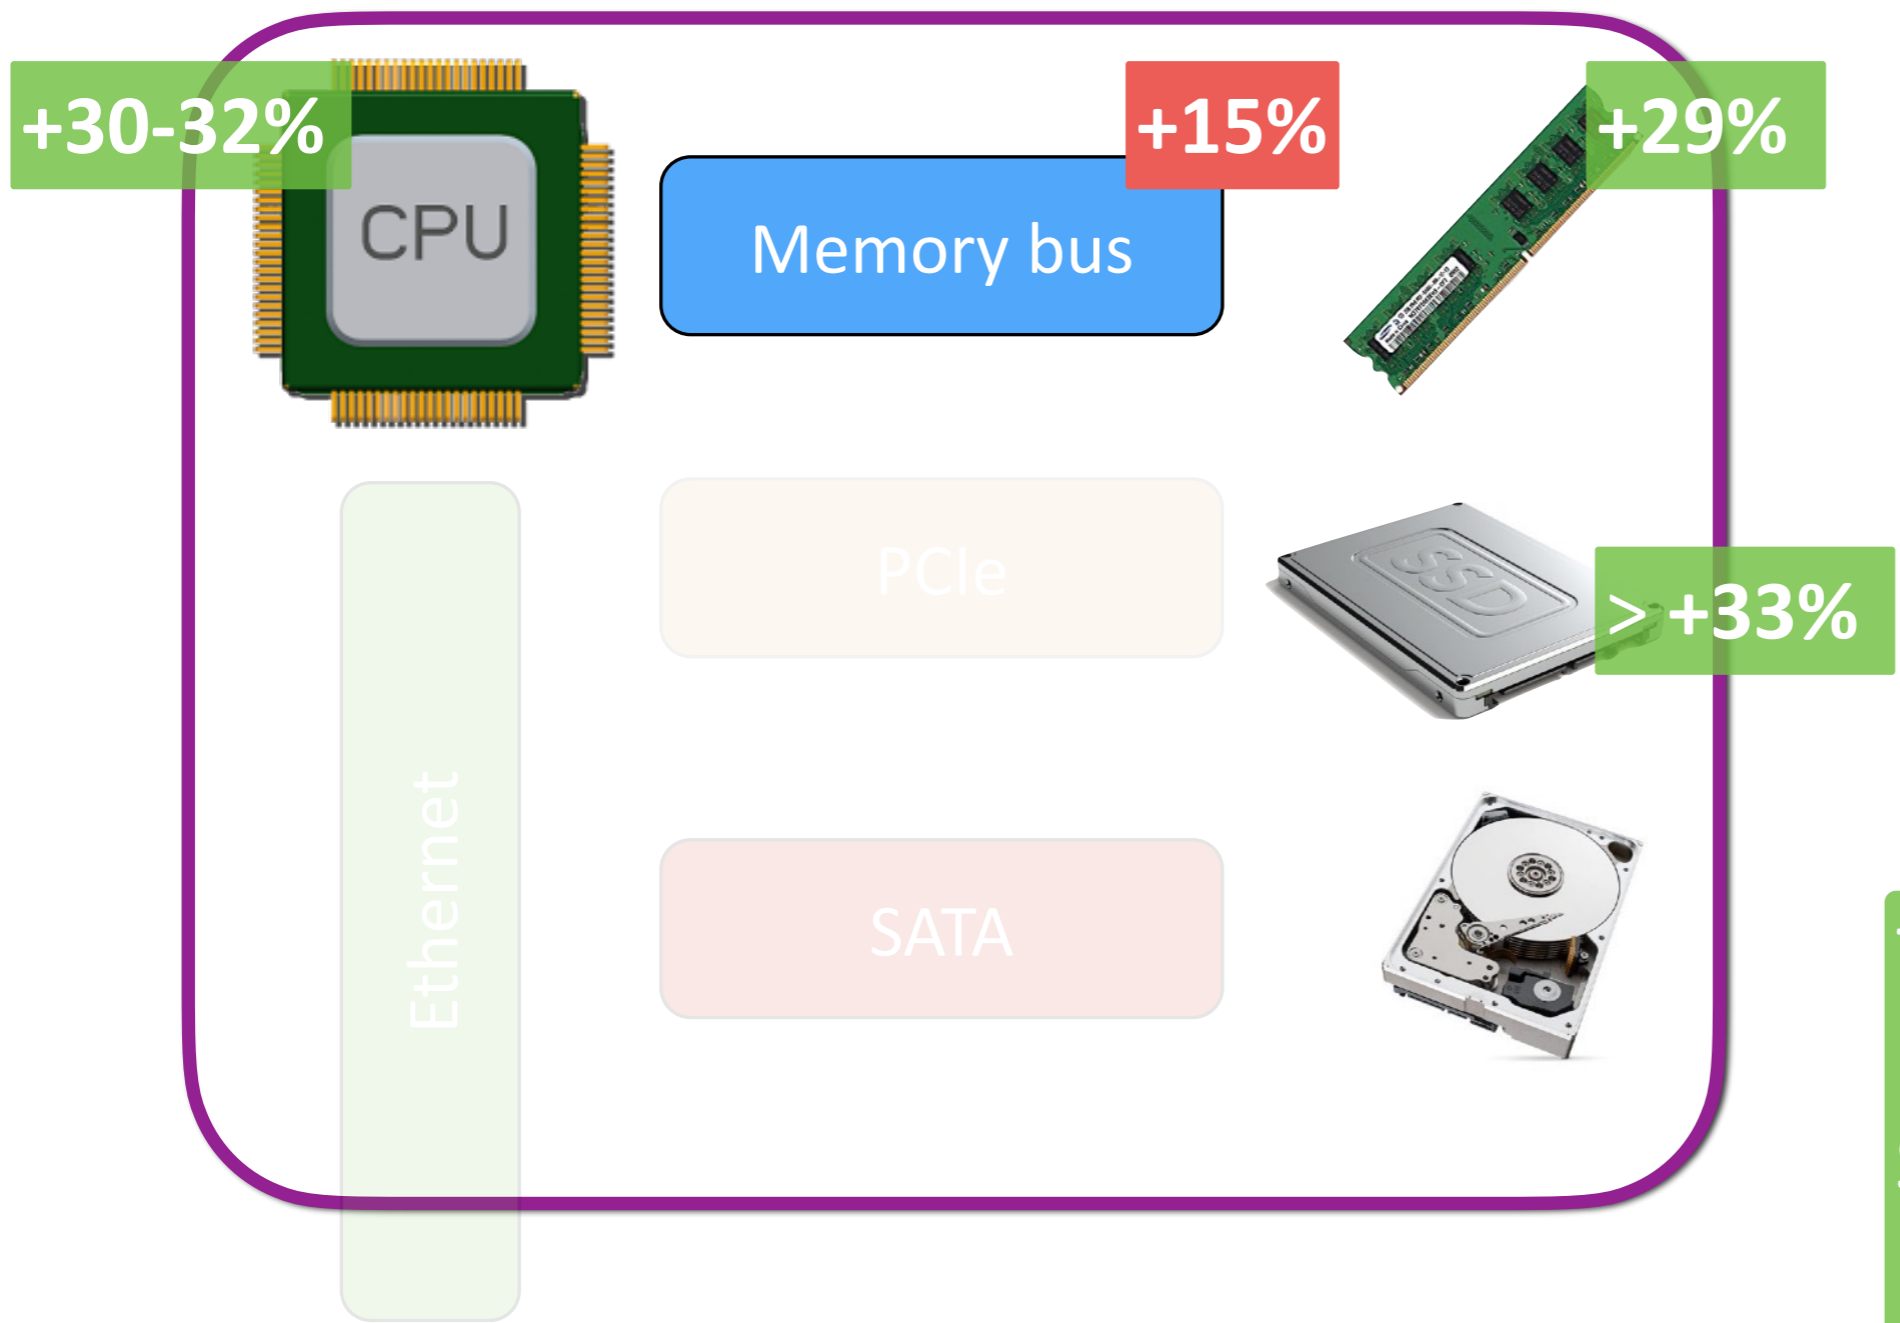 +30-32%
+15%
+29%
CPU
Memory bus
PCIe
SSD
> +33%
Ethernet
SATA